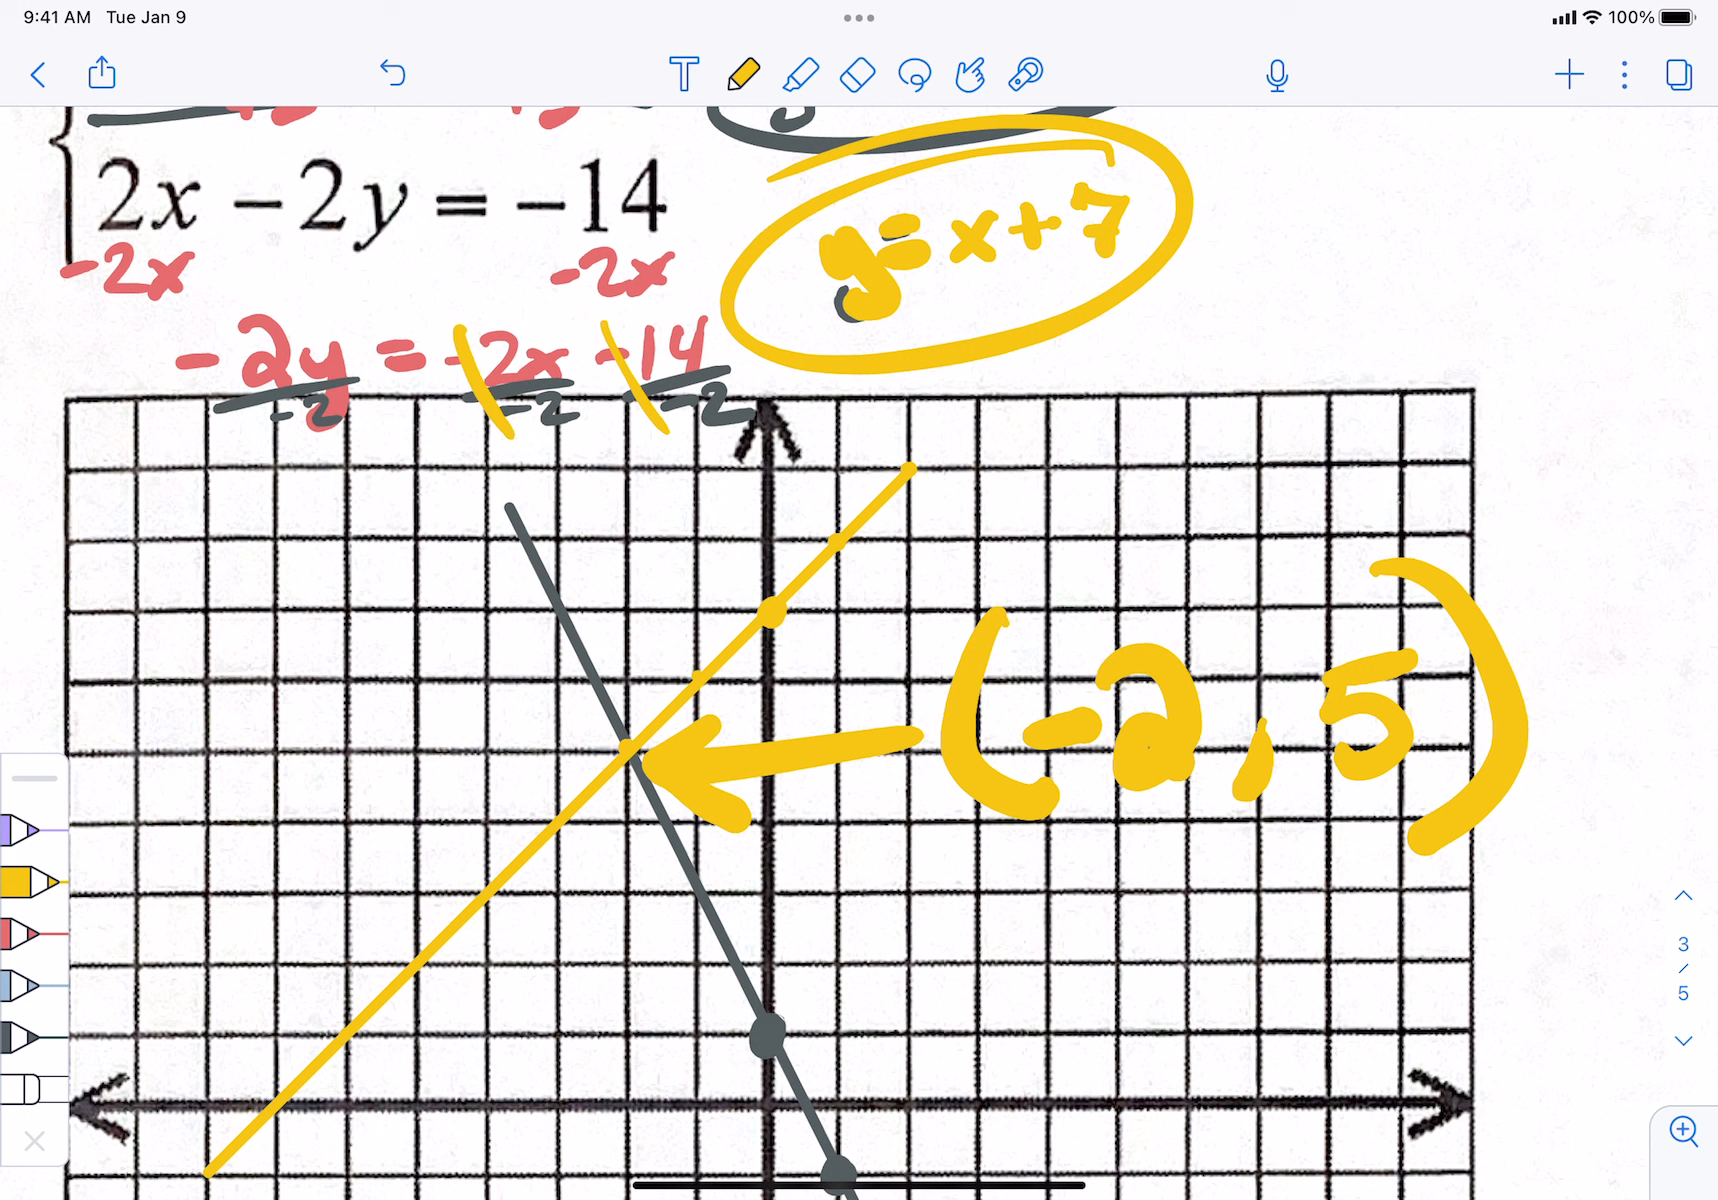 9:41 AM Tue Jan 9
100%
2x – 2y = –14
y = x + 7
-2x -2x
-2y = -2x -14
-2 -2 -2
(-2, 5)
3
/
5